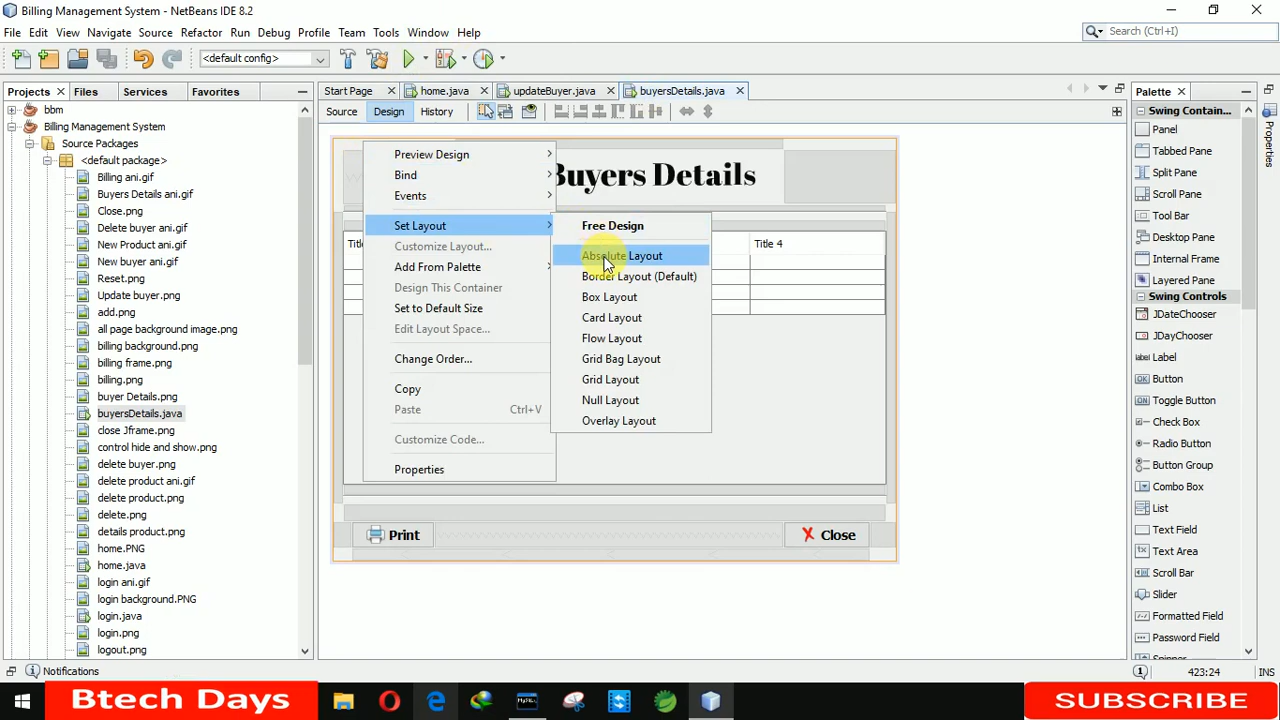 Billing Management System - NetBeans IDE 8.2
File Edit View Navigate Source Refactor Run Debug Profile Team Tools Window Help
Search (Ctrl+I)
<default config>
Projects Files Services Favorites
Start Page home.java updateBuyer.java buyersDetails.java
Palette
Source Design History
bbm
Billing Management System
Source Packages
<default package>
Billing ani.gif
Buyers Details ani.gif
Close.png
Delete buyer ani.gif
New Product ani.gif
New buyer ani.gif
Reset.png
Update buyer.png
add.png
all page background image.png
billing background.png
billing frame.png
billing.png
buyer Details.png
buyersDetails.java
close Jframe.png
control hide and show.png
delete buyer.png
delete product ani.gif
delete product.png
delete.png
details product.png
home.PNG
home.java
login ani.gif
login background.PNG
login.java
login.png
logout.png
Buyers Details
Title 4
Preview Design
Bind
Events
Set Layout
Customize Layout...
Add From Palette
Design This Container
Set to Default Size
Edit Layout Space...
Change Order...
Copy
Paste Ctrl+V
Customize Code...
Properties
Free Design
Absolute Layout
Border Layout (Default)
Box Layout
Card Layout
Flow Layout
Grid Bag Layout
Grid Layout
Null Layout
Overlay Layout
Print
Close
Swing Contain...
Panel
Tabbed Pane
Split Pane
Scroll Pane
Tool Bar
Desktop Pane
Internal Frame
Layered Pane
Swing Controls
JDateChooser
JDayChooser
Label
Button
Toggle Button
Check Box
Radio Button
Button Group
Combo Box
List
Text Field
Text Area
Scroll Bar
Slider
Formatted Field
Password Field
Properties
Notifications
423:24
INS
Btech Days
SUBSCRIBE